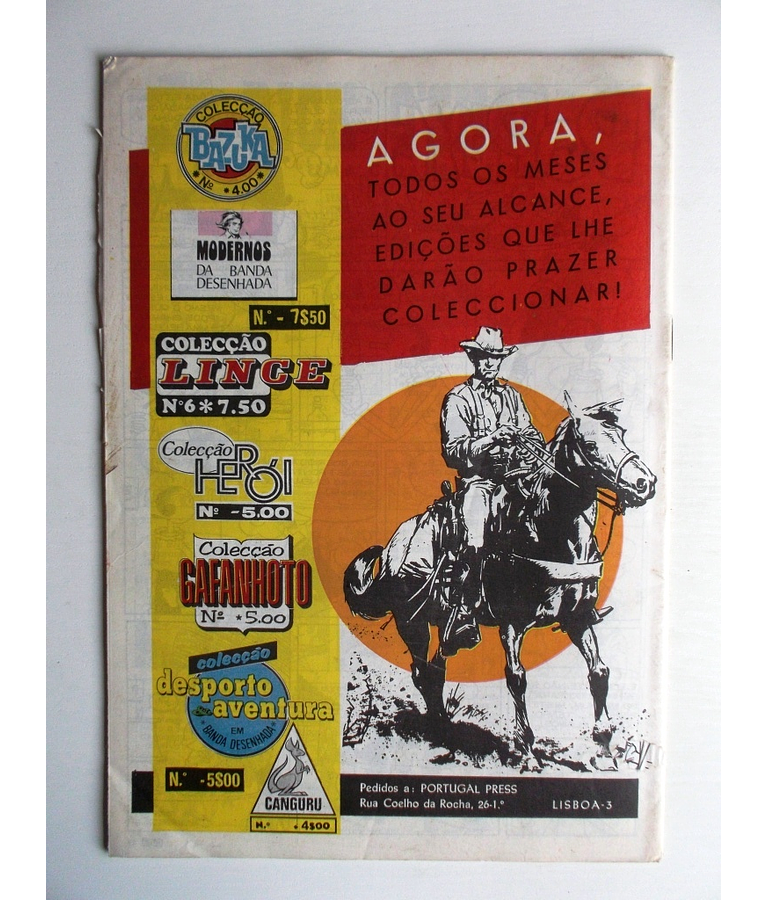 COLECÇÃO
BAZUKA
* Nº * 4.00 *
MODERNOS
DA BANDA
DESENHADA
N.º - 7$50
COLECÇÃO
LINCE
Nº6*7.50
Colecção
HERÓI
Nº -5.00
Colecção
GAFANHOTO
Nº *5.00
colecção
desporto
aventura
EM
BANDA DESENHADA
N.º -5$00
CANGURU
N.º . 4$00
AGORA,
TODOS OS MESES
AO SEU ALCANCE,
EDIÇÕES QUE LHE
DARÃO PRAZER
COLECCIONAR!
Pedidos a: PORTUGAL PRESS
Rua Coelho da Rocha, 26-1.º LISBOA-3